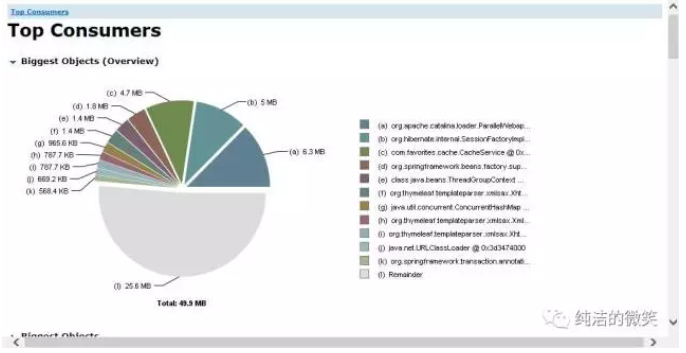 Top Consumers
Top Consumers
Biggest Objects (Overview)
(c) 4.7 MB
(b) 5 MB
(d) 1.8 MB
(e) 1.4 MB
(f) 1.4 MB
(g) 965.6 KB
(h) 787.7 KB
(i) 787.7 KB
(j) 669.2 KB
(k) 568.4 KB
(a) 6.3 MB
(l) 25.6 MB
Total: 49.9 MB
(a) org.apache.catalina.loader.ParallelWebap...
(b) org.hibernate.internal.SessionFactoryImpl...
(c) com.favorites.cache.CacheService @ 0x...
(d) org.springframework.beans.factory.sup...
(e) class java.beans.ThreadGroupContext ...
(f) org.thymeleaf.templateparser.xmlsax.Xht...
(g) java.util.concurrent.ConcurrentHashMap ...
(h) org.thymeleaf.templateparser.xmlsax.Xml...
(i) org.thymeleaf.templateparser.xmlsax.Xht...
(j) java.net.URLClassLoader @ 0x3d3474000
(k) org.springframework.transaction.annotati...
(l) Remainder
纯洁的微笑
Biggest Objects